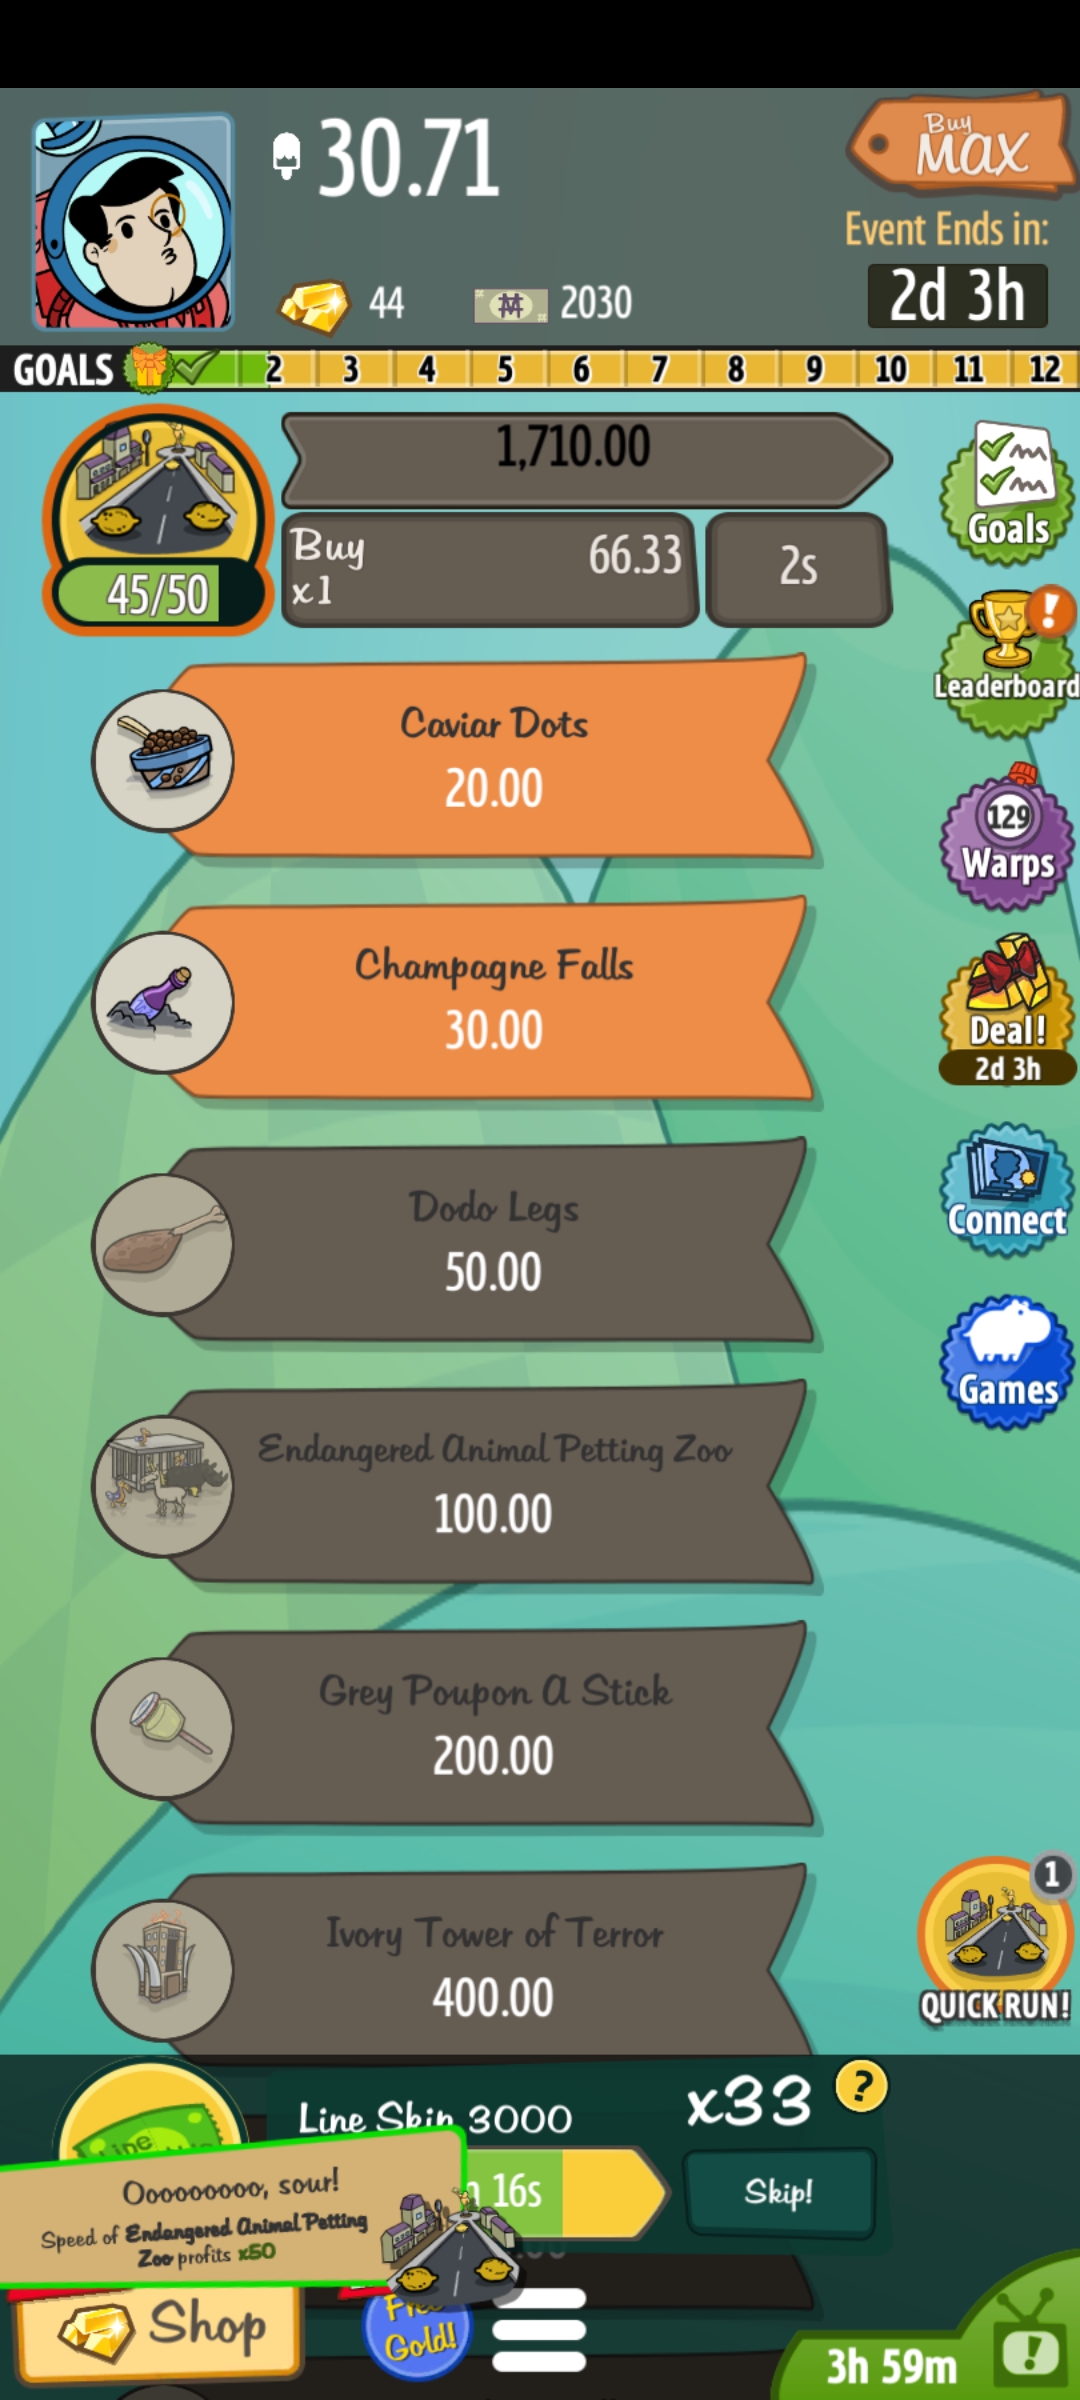 30.71
Buy
MAX
44
2030
Event Ends in:
2d 3h
GOALS 2 3 4 5 6 7 8 9 10 11 12
1,710.00
Buy
x1
66.33
2s
45/50
Goals
!
Leaderboard
Caviar Dots
20.00
129
Warps
Champagne Falls
30.00
Deal!
2d 3h
Dodo Legs
50.00
Connect
Games
Endangered Animal Petting Zoo
100.00
Grey Poupon A Stick
200.00
Ivory Tower of Terror
400.00
1
QUICK RUN!
Line Skip 3000
x33
?
Line
16s
Skip!
Ooooooooo, sour!
Speed of Endangered Animal Petting
Zoo profits x50
Shop
Free
Gold!
3h 59m
!